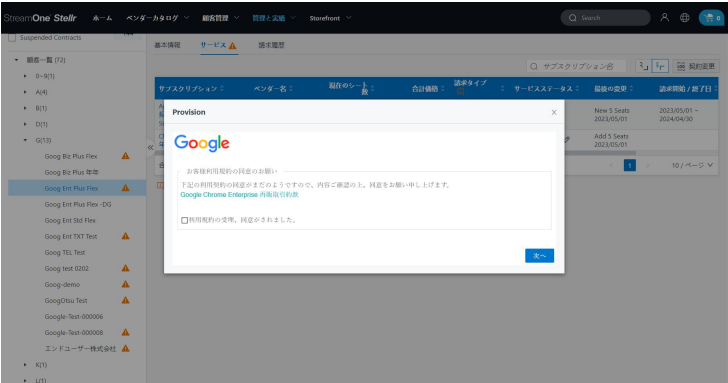 StreamOne Stellr ホーム ベンダーカタログ 顧客管理 管理と実績 Storefront Search
Suspended Contracts
顧客一覧 (72)
0-9(1)
A(4)
B(1)
D(1)
G(13)
Goog Biz Plus Flex
Goog Biz Plus 年年
Goog Ent Plus Flex
Goog Ent Plus Flex -DG
Goog Ent Std Flex
Goog Ent TXT Test
Goog TEL Test
Goog test 0202
Goog-demo
GoogOtsu Test
Google-Test-000006
Google-Test-000008
エンドユーザー株式会社
K(1)
L(1)
基本情報 サービス 請求履歴
サブスクリプション名 契約変更
サブスクリプション ベンダー名 現在のシート数 合計価格 請求タイプ サービスステータス 最後の変更 請求開始 / 終了日
New 5 Seats
2023/05/01
2023/05/01 ~
2024/04/30
Add 5 Seats
2023/05/01
1 10 / ページ
Provision
Google
お客様利用規約の同意のお願い
下記の利用契約の同意がまだのようですので、内容ご確認の上、同意をお願い申し上げます。
Google Chrome Enterprise 再販取引約款
利用規約の受理、同意がされました。
次へ